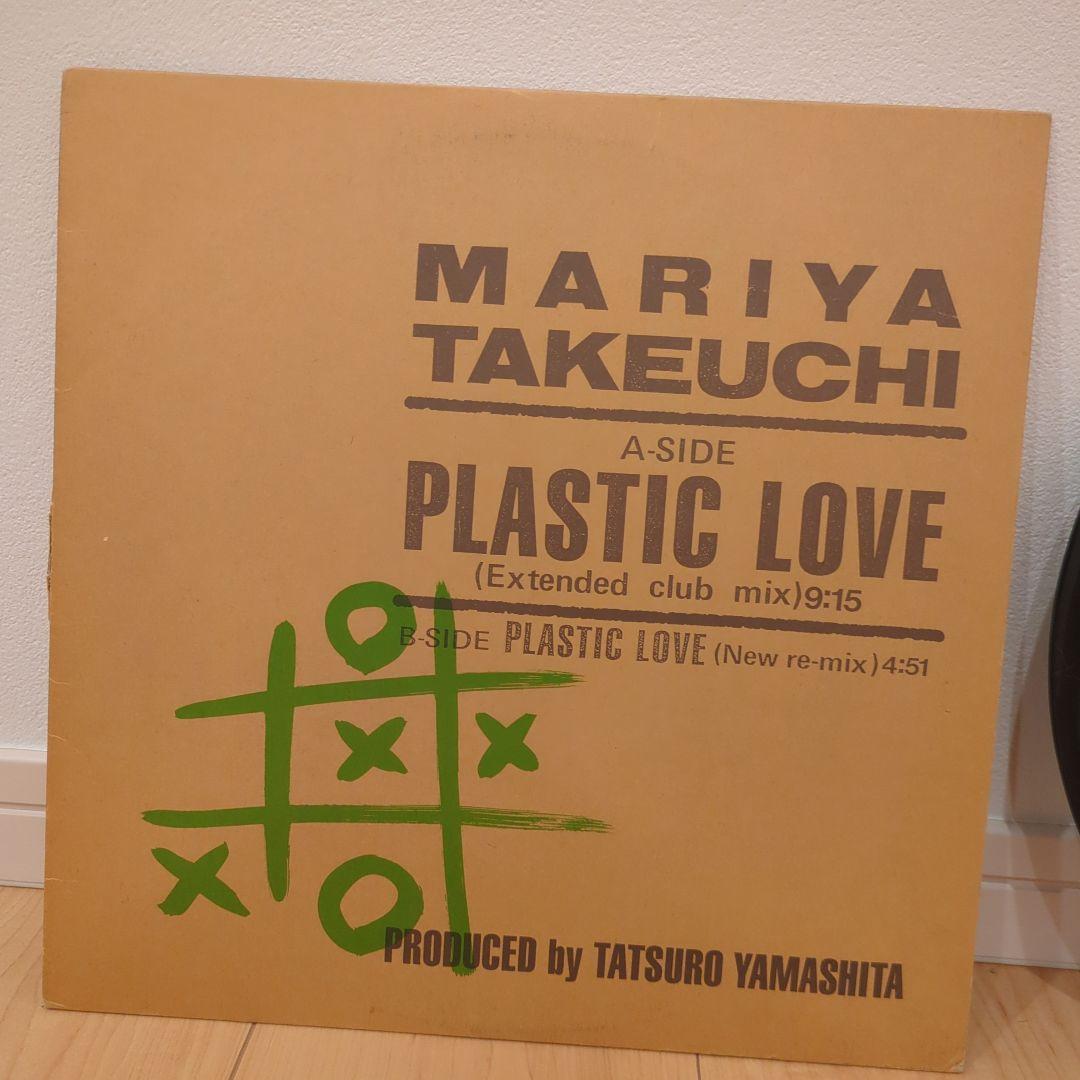 MARIYA
TAKEUCHI
A-SIDE
PLASTIC LOVE
(Extended club mix)9:15
B-SIDE PLASTIC LOVE (New re-mix)4:51
PRODUCED by TATSURO YAMASHITA